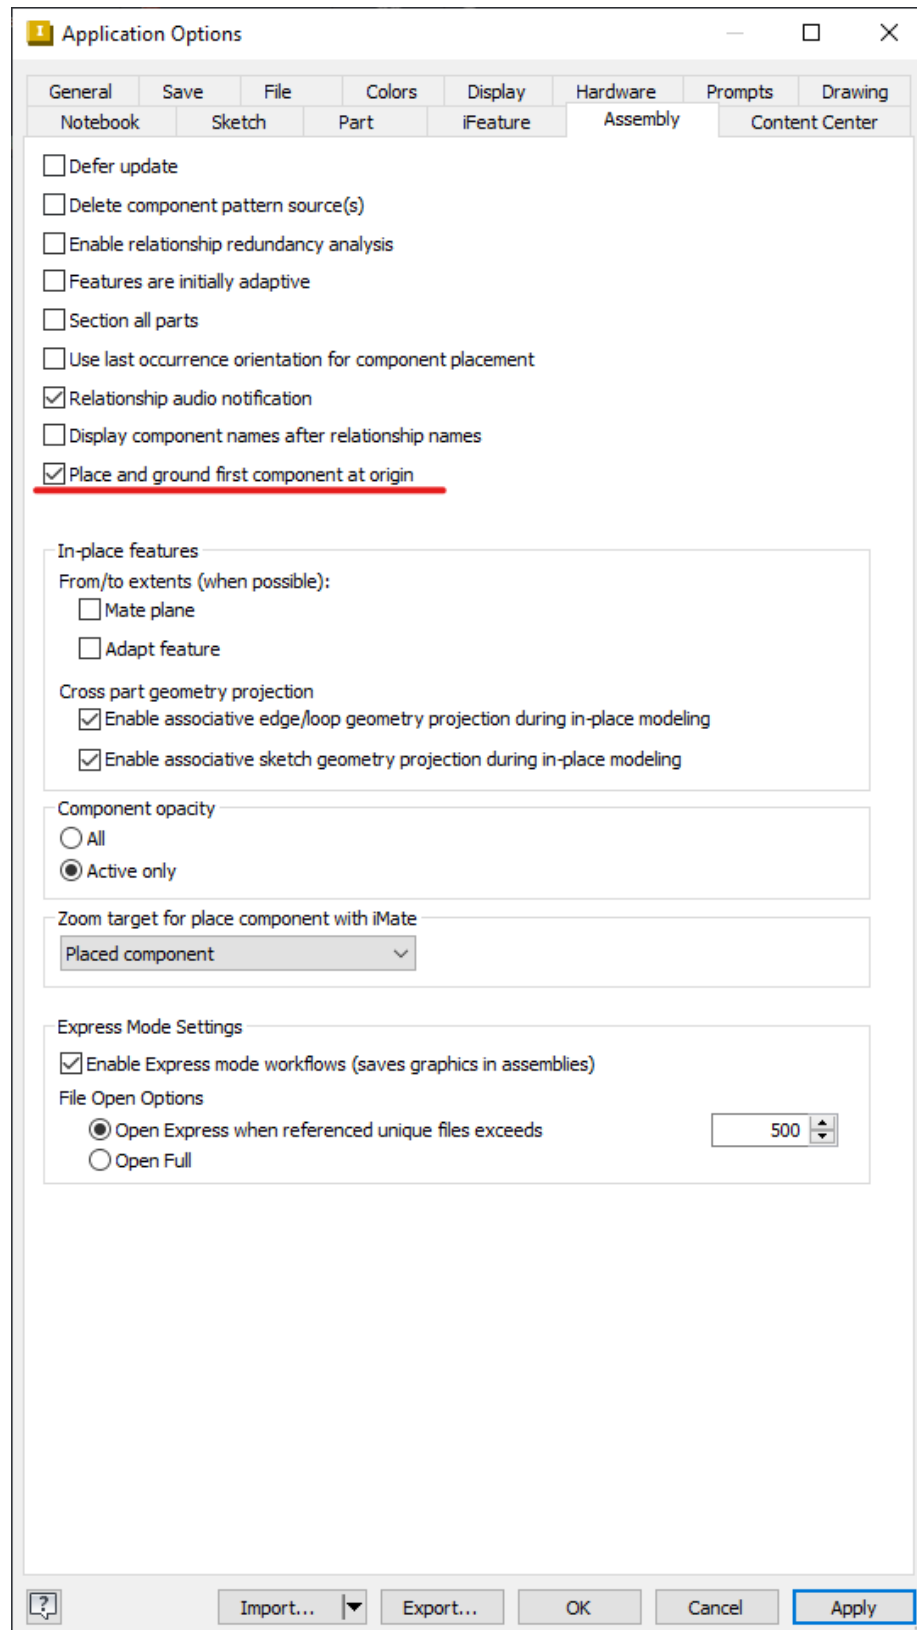 Application Options
General Save File Colors Display Hardware Prompts Drawing
Notebook Sketch Part iFeature Assembly Content Center
Defer update
Delete component pattern source(s)
Enable relationship redundancy analysis
Features are initially adaptive
Section all parts
Use last occurrence orientation for component placement
Relationship audio notification
Display component names after relationship names
Place and ground first component at origin
In-place features
From/to extents (when possible):
Mate plane
Adapt feature
Cross part geometry projection
Enable associative edge/loop geometry projection during in-place modeling
Enable associative sketch geometry projection during in-place modeling
Component opacity
All
Active only
Zoom target for place component with iMate
Placed component
Express Mode Settings
Enable Express mode workflows (saves graphics in assemblies)
File Open Options
Open Express when referenced unique files exceeds 500
Open Full
Import... Export... OK Cancel Apply